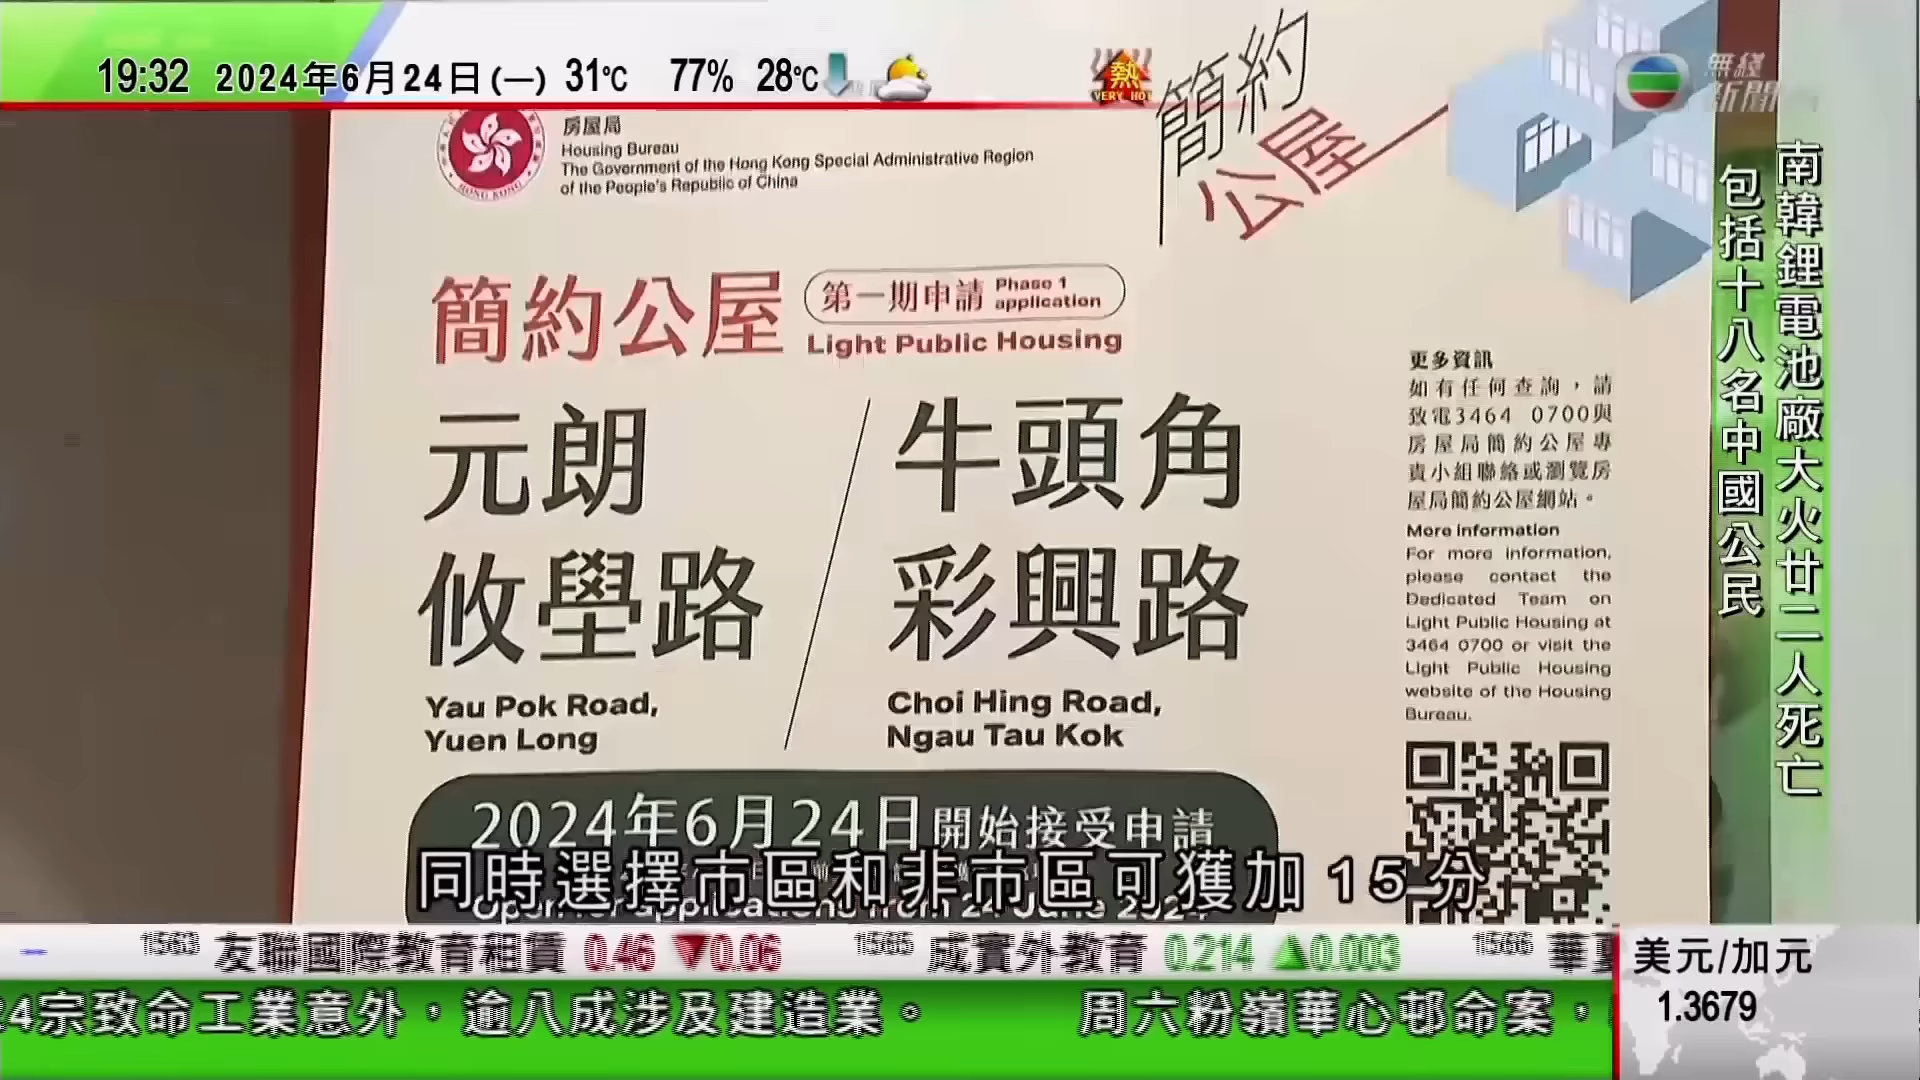 19:32 2024年6月24日(一) 31℃ 77% 28℃
熱
VERY HOT
無綫
新聞
房屋局
Housing Bureau
The Government of the Hong Kong Special Administrative Region
of the People's Republic of China
HONG KONG
簡約
公屋
簡約公屋
第一期申請 Phase 1
application
Light Public Housing
元朗
攸壆路
Yau Pok Road,
Yuen Long
牛頭角
彩興路
Choi Hing Road,
Ngau Tau Kok
更多資訊
如有任何查詢，請
致電3464 0700與
房屋局簡約公屋專
責小組聯絡或瀏覽房
屋局簡約公屋網站。
More information
For more information,
please contact the
Dedicated Team on
Light Public Housing at
3464 0700 or visit the
Light Public Housing
website of the Housing
Bureau.
2024年6月24日開始接受申請
Open for applications from 24 June 2024
同時選擇市區和非市區可獲加15分
南韓鋰電池廠大火廿二人死亡
包括十八名中國公民
1563 友聯國際教育租賃 0.46 ▼0.06 1565 成實外教育 0.214 ▲0.003 1566 華
24宗致命工業意外，逾八成涉及建造業。 周六粉嶺華心邨命案，
美元/加元
1.3679